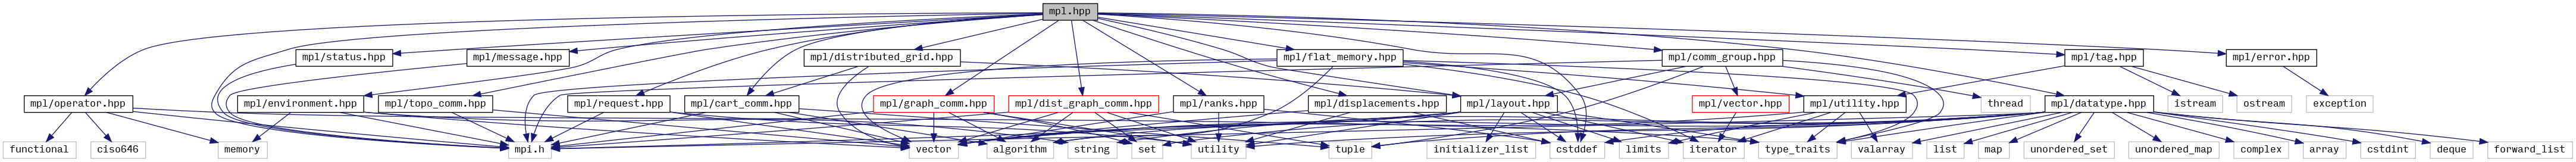 mpl.hpp
mpl/status.hpp
mpl/message.hpp
mpl/distributed_grid.hpp
mpl/flat_memory.hpp
mpl/comm_group.hpp
mpl/tag.hpp
mpl/error.hpp
mpl/operator.hpp
mpl/environment.hpp
mpl/topo_comm.hpp
mpl/request.hpp
mpl/cart_comm.hpp
mpl/graph_comm.hpp
mpl/dist_graph_comm.hpp
mpl/ranks.hpp
mpl/displacements.hpp
mpl/layout.hpp
mpl/vector.hpp
mpl/utility.hpp
thread
mpl/datatype.hpp
istream
ostream
exception
functional
ciso646
memory
mpi.h
vector
algorithm
string
set
utility
tuple
initializer_list
cstddef
limits
iterator
type_traits
valarray
list
map
unordered_set
unordered_map
complex
array
cstdint
deque
forward_list